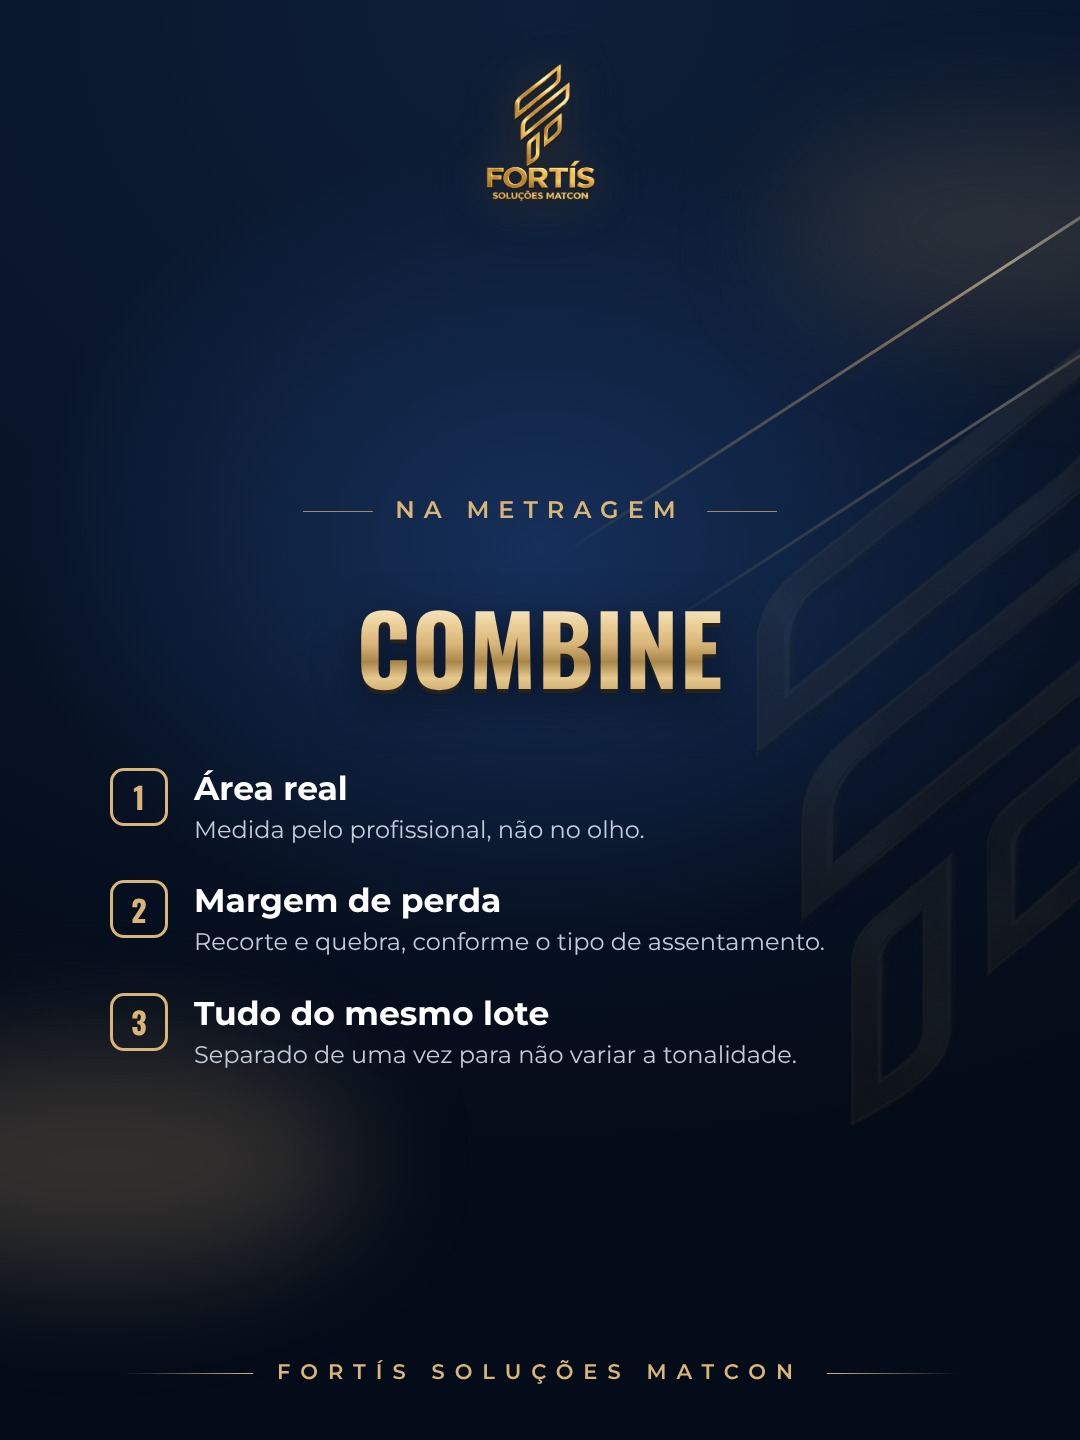 FORTÍS
SOLUÇÕES MATCON
NA METRAGEM
COMBINE
1
Área real
Medida pelo profissional, não no olho.
2
Margem de perda
Recorte e quebra, conforme o tipo de assentamento.
3
Tudo do mesmo lote
Separado de uma vez para não variar a tonalidade.
FORTÍS SOLUÇÕES MATCON